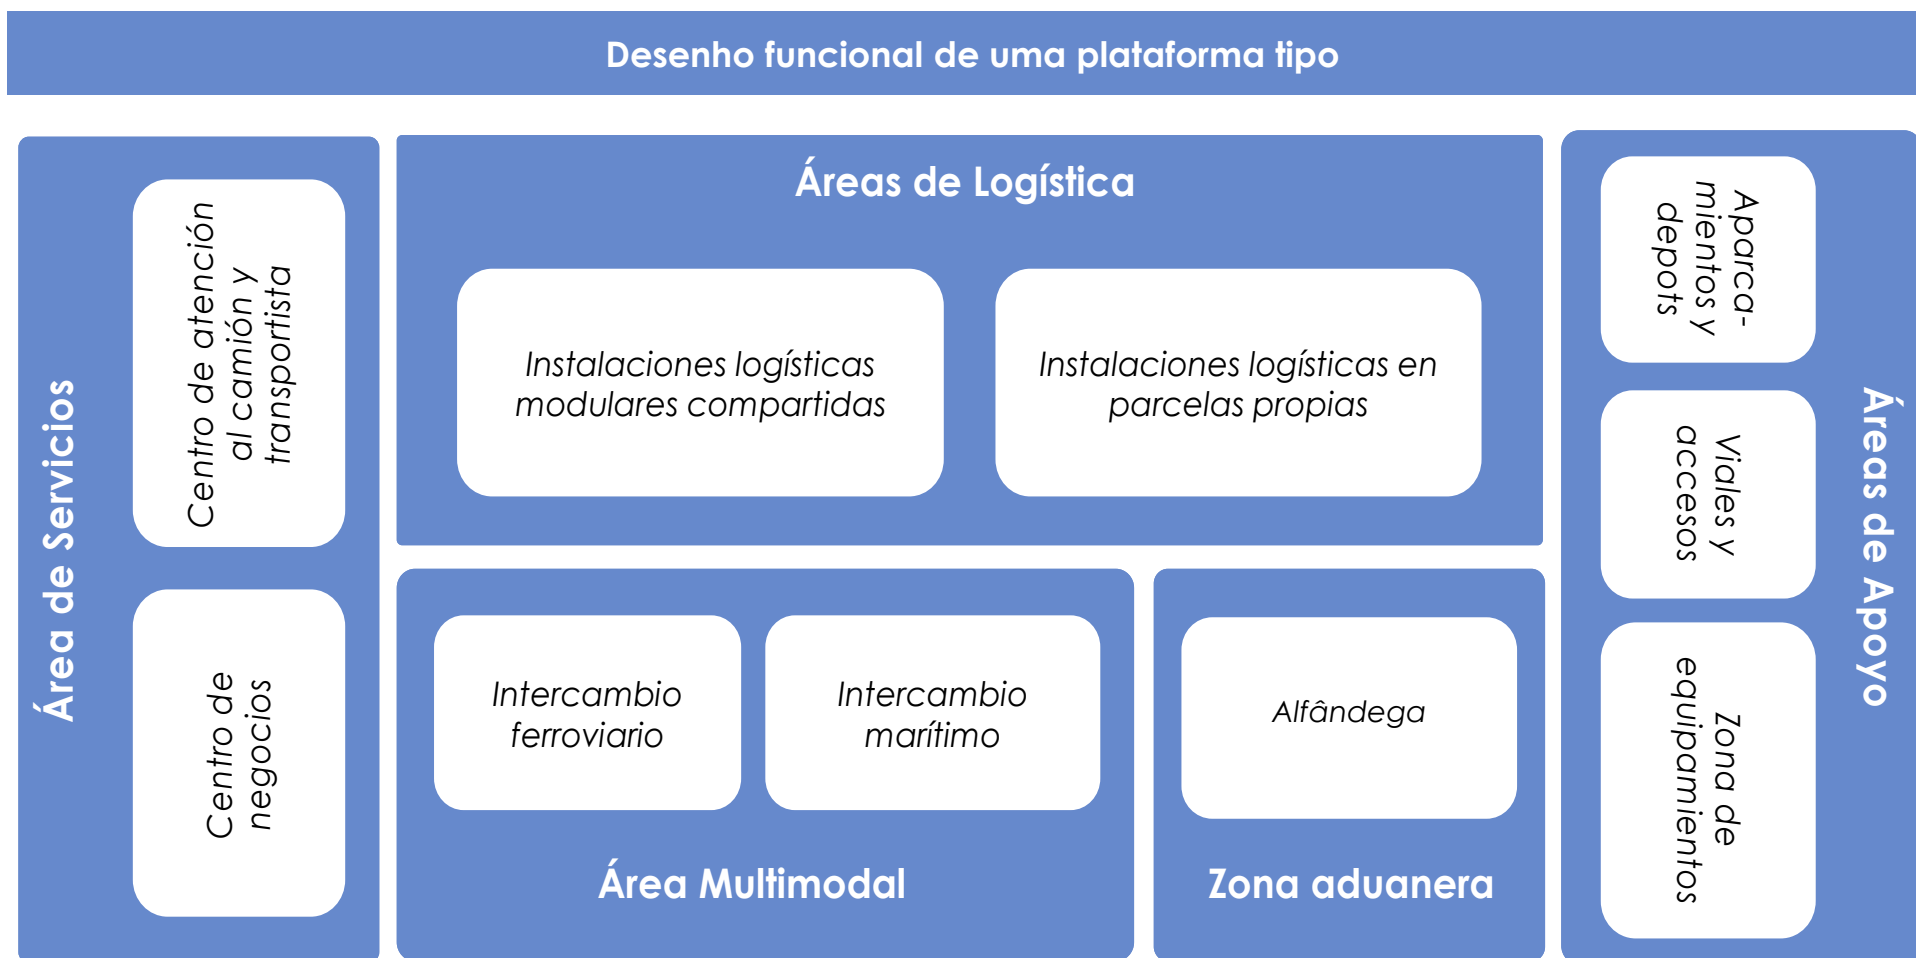 Desenho funcional de uma plataforma tipo
Área de Servicios
Centro de atención
al camión y
transportista
Centro de
negocios
Áreas de Logística
Instalaciones logísticas
modulares compartidas
Instalaciones logísticas en
parcelas propias
Intercambio
ferroviario
Intercambio
marítimo
Área Multimodal
Alfândega
Zona aduanera
Aparca-
mientos y
depots
Viales y
accesos
Zona de
equipamientos
Áreas de Apoyo